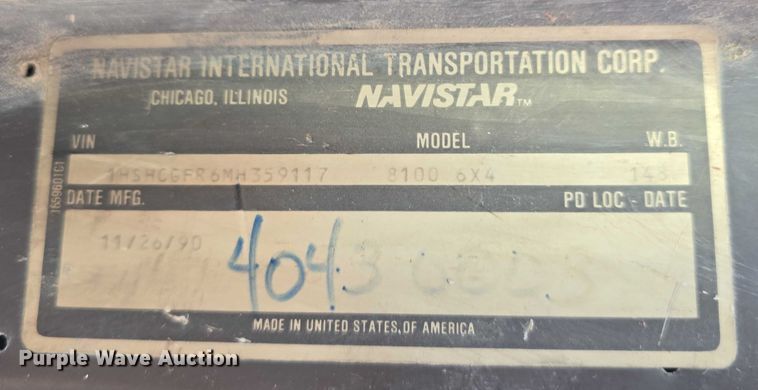 NAVISTAR INTERNATIONAL TRANSPORTATION CORP.
CHICAGO, ILLINOIS NAVISTAR™
VIN MODEL W.B.
1HSHCGFR6MH359117 8100 6X4 148
1659601C1
DATE MFG. PD LOC - DATE
11/26/90
404
MADE IN UNITED STATES, OF AMERICA
Purple Wave Auction